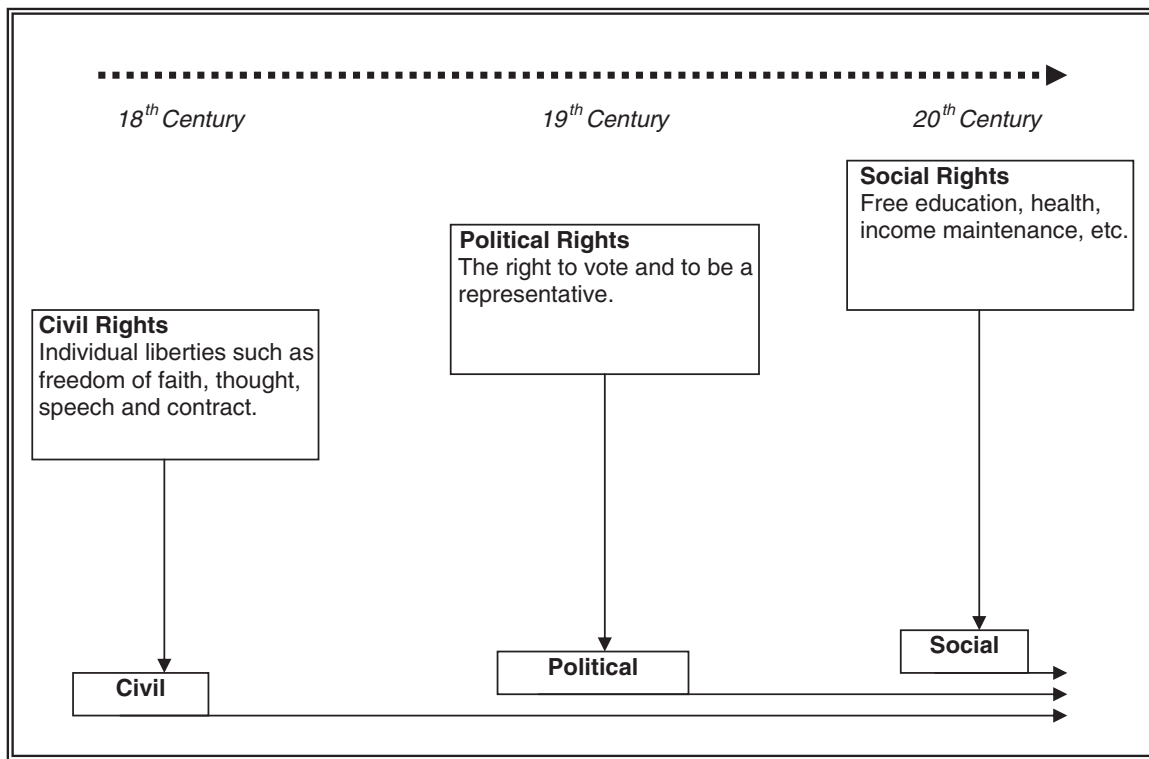 18th Century
19th Century
20th Century
Social Rights
Free education, health,
income maintenance, etc.
Political Rights
The right to vote and to be a
representative.
Civil Rights
Individual liberties such as
freedom of faith, thought,
speech and contract.
Social
Political
Civil